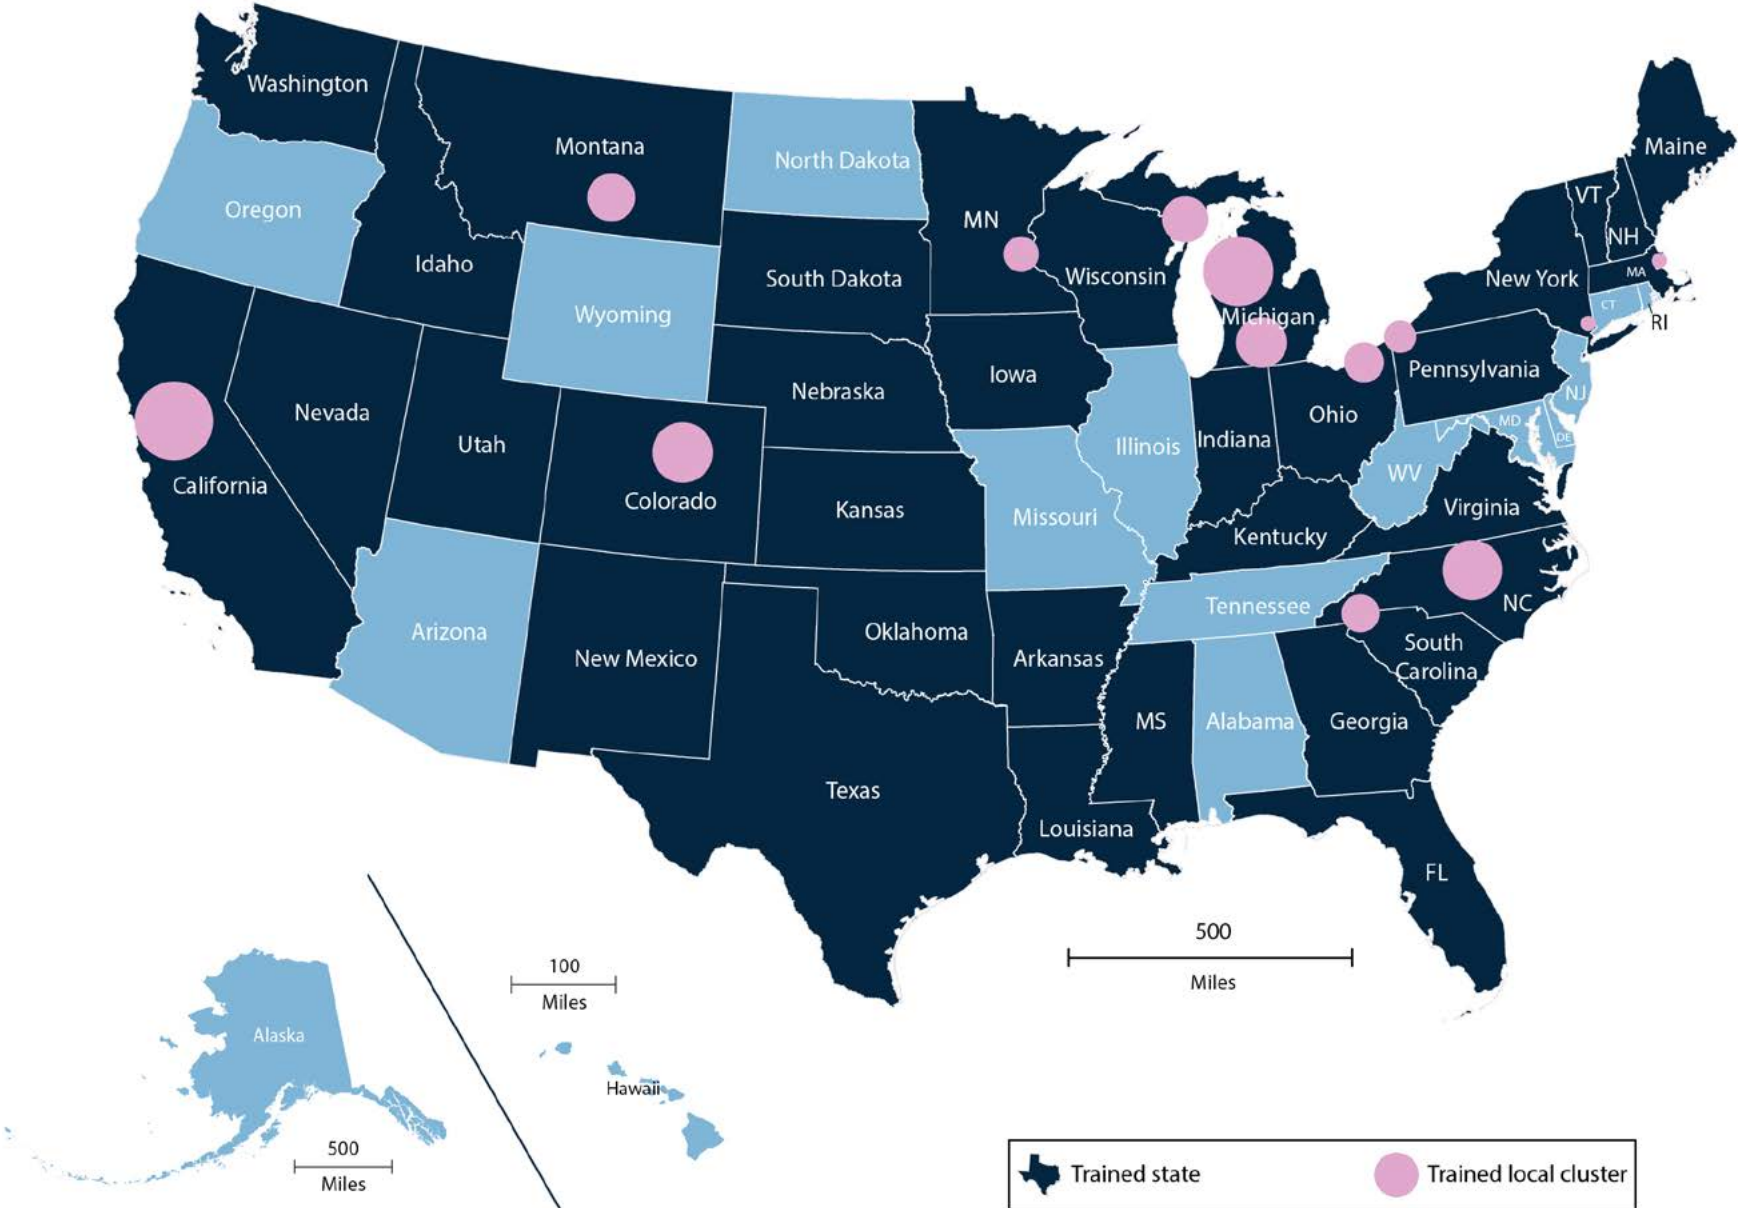 Washington
Montana
North Dakota
Maine
VT
Oregon
MN
NH
Idaho
South Dakota
Wisconsin
New York
MA
Wyoming
Michigan
CT
RI
Iowa
Pennsylvania
Nebraska
NJ
Nevada
Ohio
Utah
Illinois
Indiana
MD
DE
California
Colorado
WV
Kansas
Missouri
Virginia
Kentucky
Arizona
Tennessee
NC
New Mexico
Oklahoma
Arkansas
South
Carolina
MS
Alabama
Georgia
Texas
Louisiana
FL
500
Miles
100
Miles
Alaska
Hawaii
500
Miles
Trained state
Trained local cluster